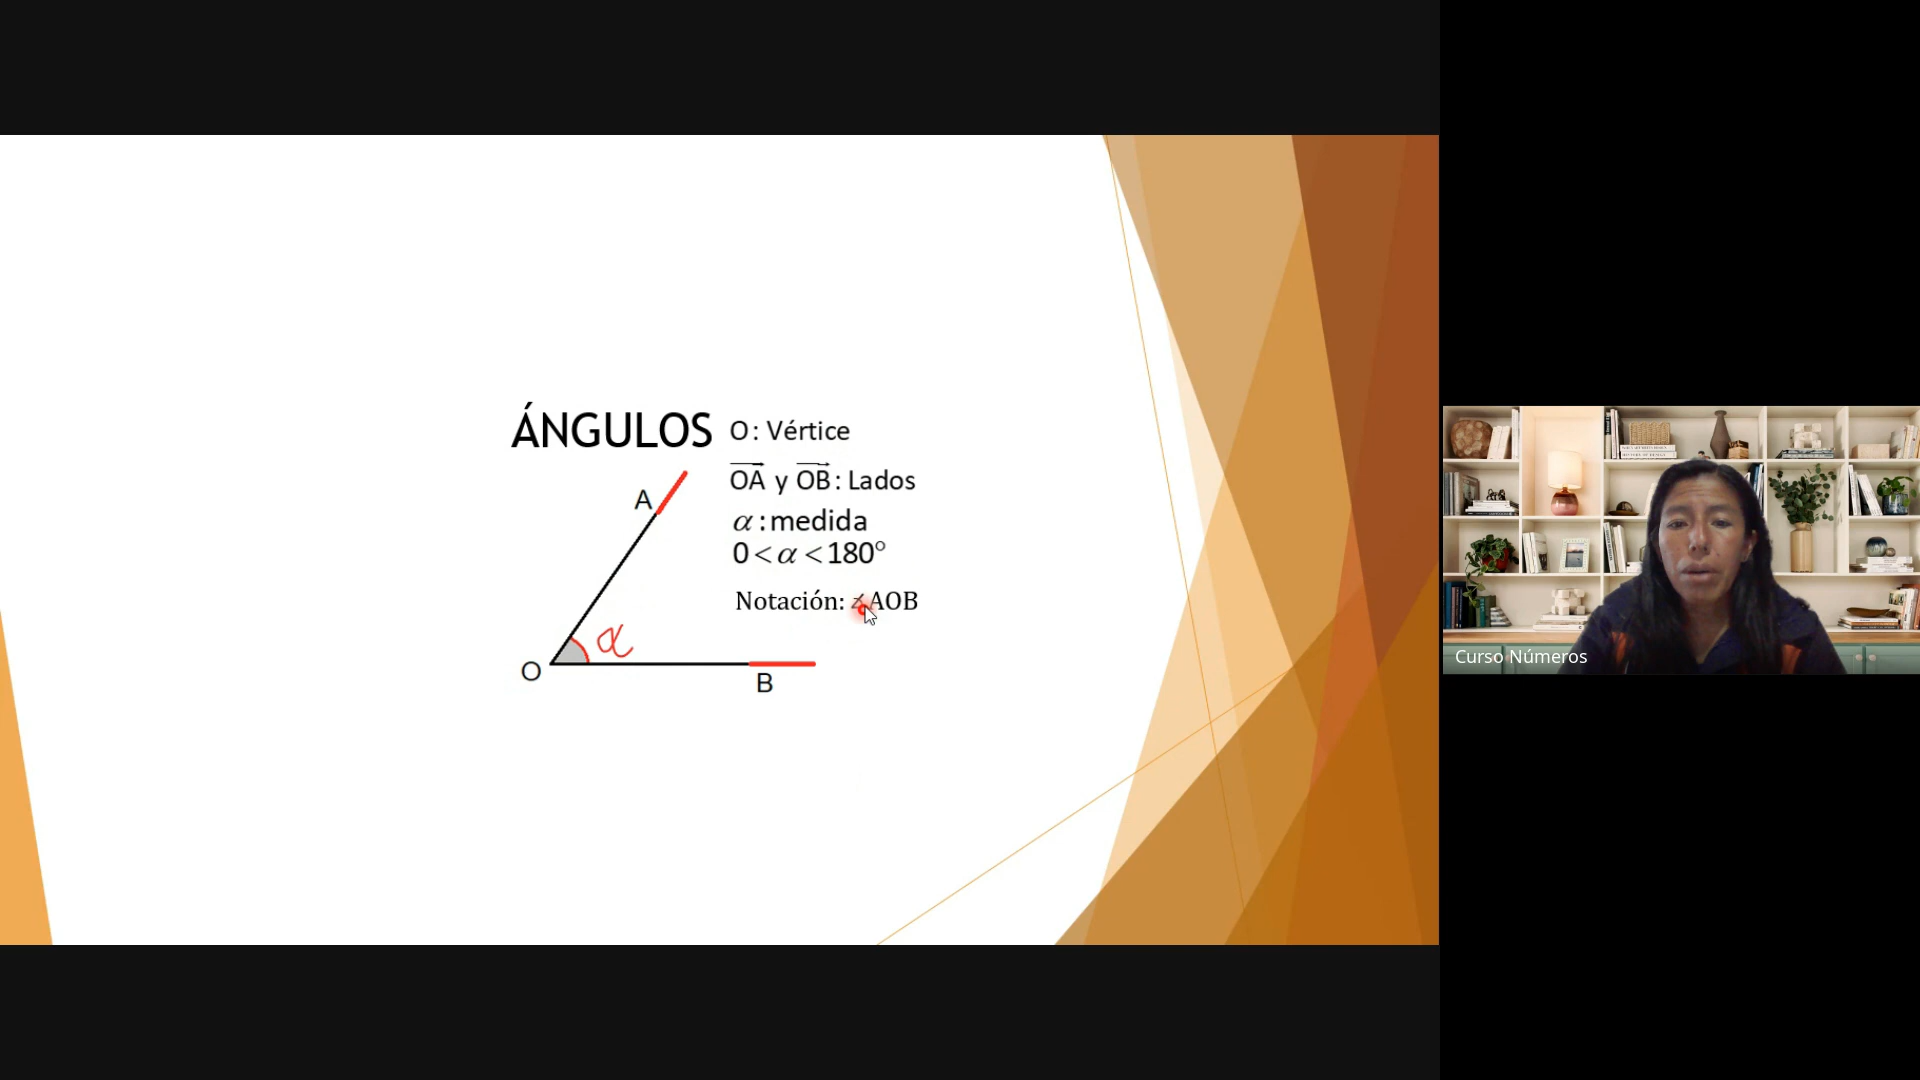 ÁNGULOS
O: Vértice
OA y OB: Lados
α: medida
0 < α < 180°
Notación: ∡AOB
A
α
O
B
Curso Números